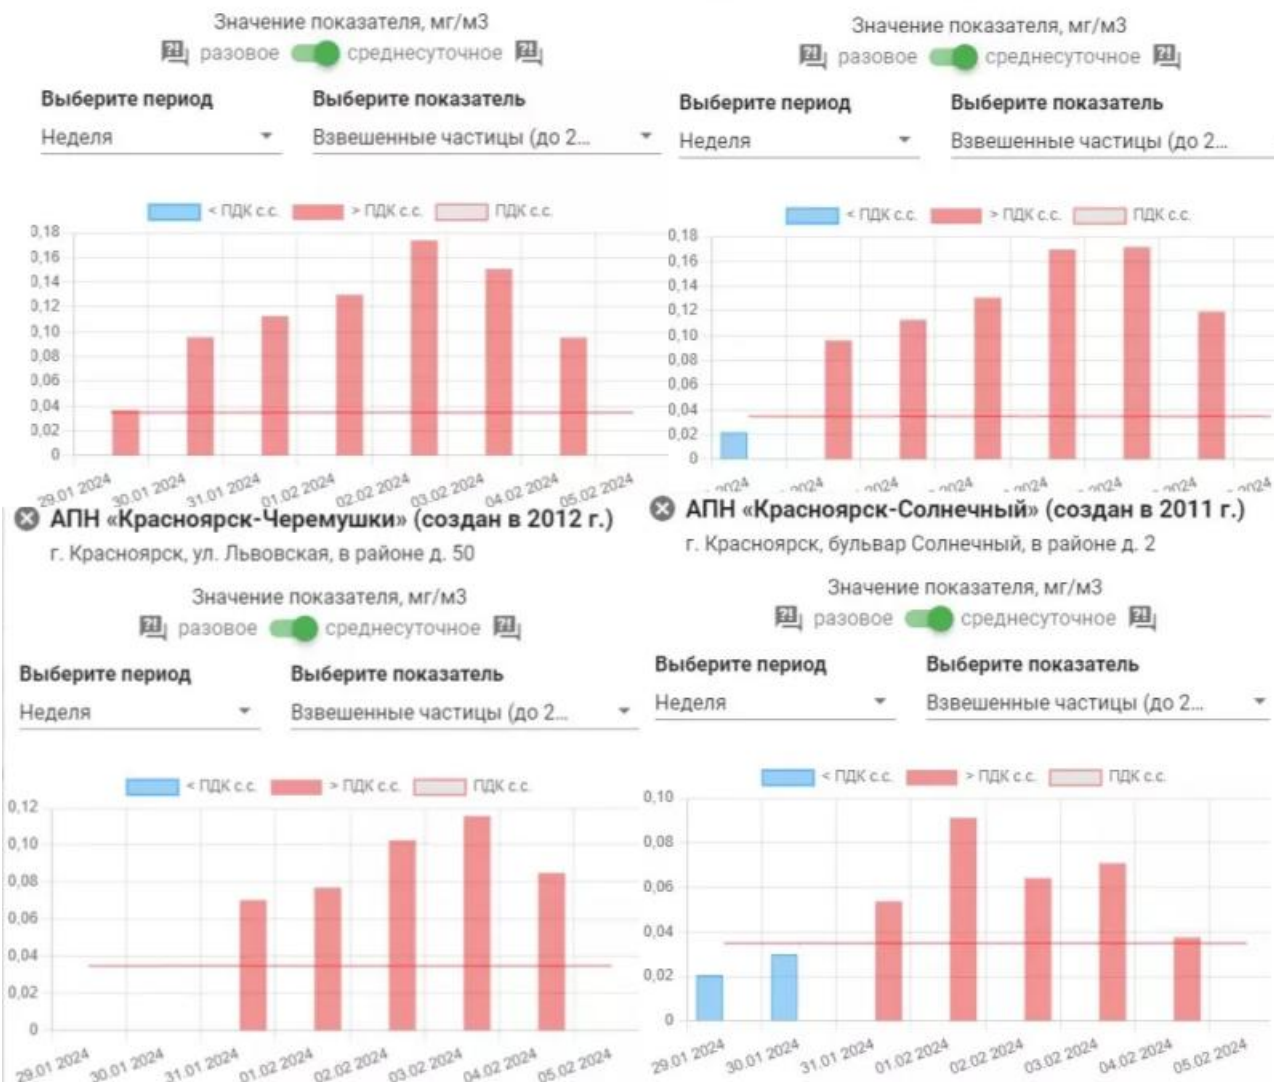 Значение показателя, мг/м3
разовое среднесуточное
Выберите период Выберите показатель
Неделя Взвешенные частицы (до 2...
< ПДК с.с. > ПДК с.с. ПДК с.с.
0,18
0,16
0,14
0,12
0,10
0,08
0,06
0,04
0,02
0
29.01 2024 30.01 2024 31.01 2024 01.02 2024 02.02 2024 03.02 2024 04.02 2024 05.02 2024
Значение показателя, мг/м3
разовое среднесуточное
Выберите период Выберите показатель
Неделя Взвешенные частицы (до 2...
< ПДК с.с. > ПДК с.с. ПДК с.с.
0,18
0,16
0,14
0,12
0,10
0,08
0,06
0,04
0,02
0
АПН «Красноярск-Черемушки» (создан в 2012 г.)
г. Красноярск, ул. Львовская, в районе д. 50
Значение показателя, мг/м3
разовое среднесуточное
Выберите период Выберите показатель
Неделя Взвешенные частицы (до 2...
< ПДК с.с. > ПДК с.с. ПДК с.с.
0,12
0,10
0,08
0,06
0,04
0,02
0
29.01 2024 30.01 2024 31.01 2024 01.02 2024 02.02 2024 03.02 2024 04.02 2024 05.02 2024
АПН «Красноярск-Солнечный» (создан в 2011 г.)
г. Красноярск, бульвар Солнечный, в районе д. 2
Значение показателя, мг/м3
разовое среднесуточное
Выберите период Выберите показатель
Неделя Взвешенные частицы (до 2...
< ПДК с.с. > ПДК с.с. ПДК с.с.
0,10
0,08
0,06
0,04
0,02
0
29.01 2024 30.01 2024 31.01 2024 01.02 2024 02.02 2024 03.02 2024 04.02 2024 05.02 2024